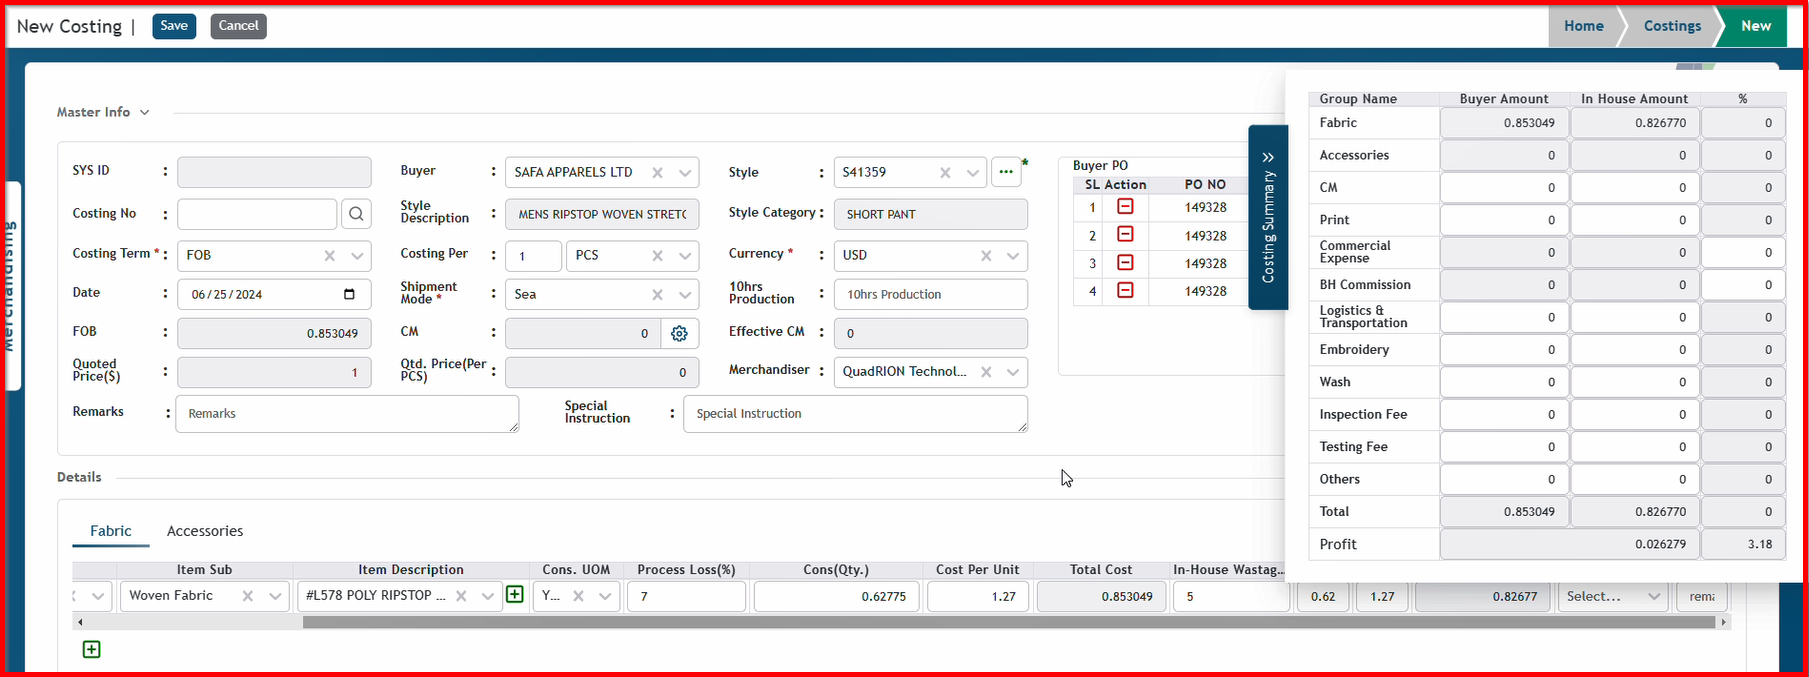 New Costing |
Save
Cancel
Home
Costings
New
Master Info
SYS ID :
Buyer : SAFA APPARELS LTD
Style : S41359 ... *
Costing No :
Style Description : MENS RIPSTOP WOVEN STRETC
Style Category : SHORT PANT
Costing Term * : FOB
Costing Per : 1 PCS
Currency * : USD
Date : 06/25/2024
Shipment Mode * : Sea
10hrs Production : 10hrs Production
FOB : 0.853049
CM : 0
Effective CM : 0
Quoted Price($) : 1
Qtd. Price(Per PCS) : 0
Merchandiser : QuadRION Technol...
Remarks : Remarks
Special Instruction : Special Instruction
Buyer PO
SL Action PO NO
1 149328
2 149328
3 149328
4 149328
Costing Summary
Merchandising
Group Name Buyer Amount In House Amount %
Fabric 0.853049 0.826770 0
Accessories 0 0 0
CM 0 0 0
Print 0 0 0
Commercial Expense 0 0 0
BH Commission 0 0 0
Logistics & Transportation 0 0 0
Embroidery 0 0 0
Wash 0 0 0
Inspection Fee 0 0 0
Testing Fee 0 0 0
Others 0 0 0
Total 0.853049 0.826770 0
Profit 0.026279 3.18
Details
Fabric
Accessories
Item Sub Item Description Cons. UOM Process Loss(%) Cons(Qty.) Cost Per Unit Total Cost In-House Wastag...
Woven Fabric #L578 POLY RIPSTOP ... Y... 7 0.62775 1.27 0.853049 5 0.62 1.27 0.82677 Select... rema